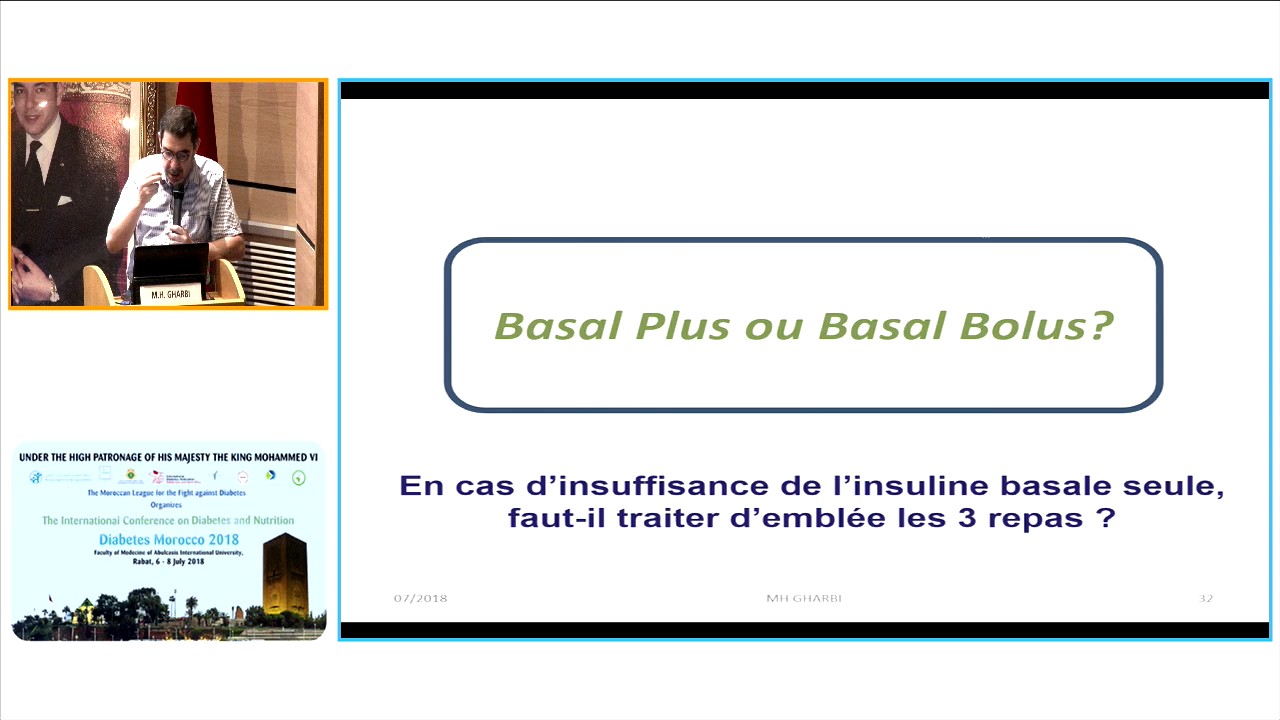 M.H. GHARBI
UNDER THE HIGH PATRONAGE OF HIS MAJESTY THE KING MOHAMMED VI
The Moroccan League for the Fight against Diabetes
Organizes
The International Conference on Diabetes and Nutrition
Diabetes Morocco 2018
Faculty of Medecine of Abulcasis International University,
Rabat, 6 - 8 July 2018
Basal Plus ou Basal Bolus?
En cas d’insuffisance de l’insuline basale seule,
faut-il traiter d’emblée les 3 repas ?
07/2018
MH GHARBI
32